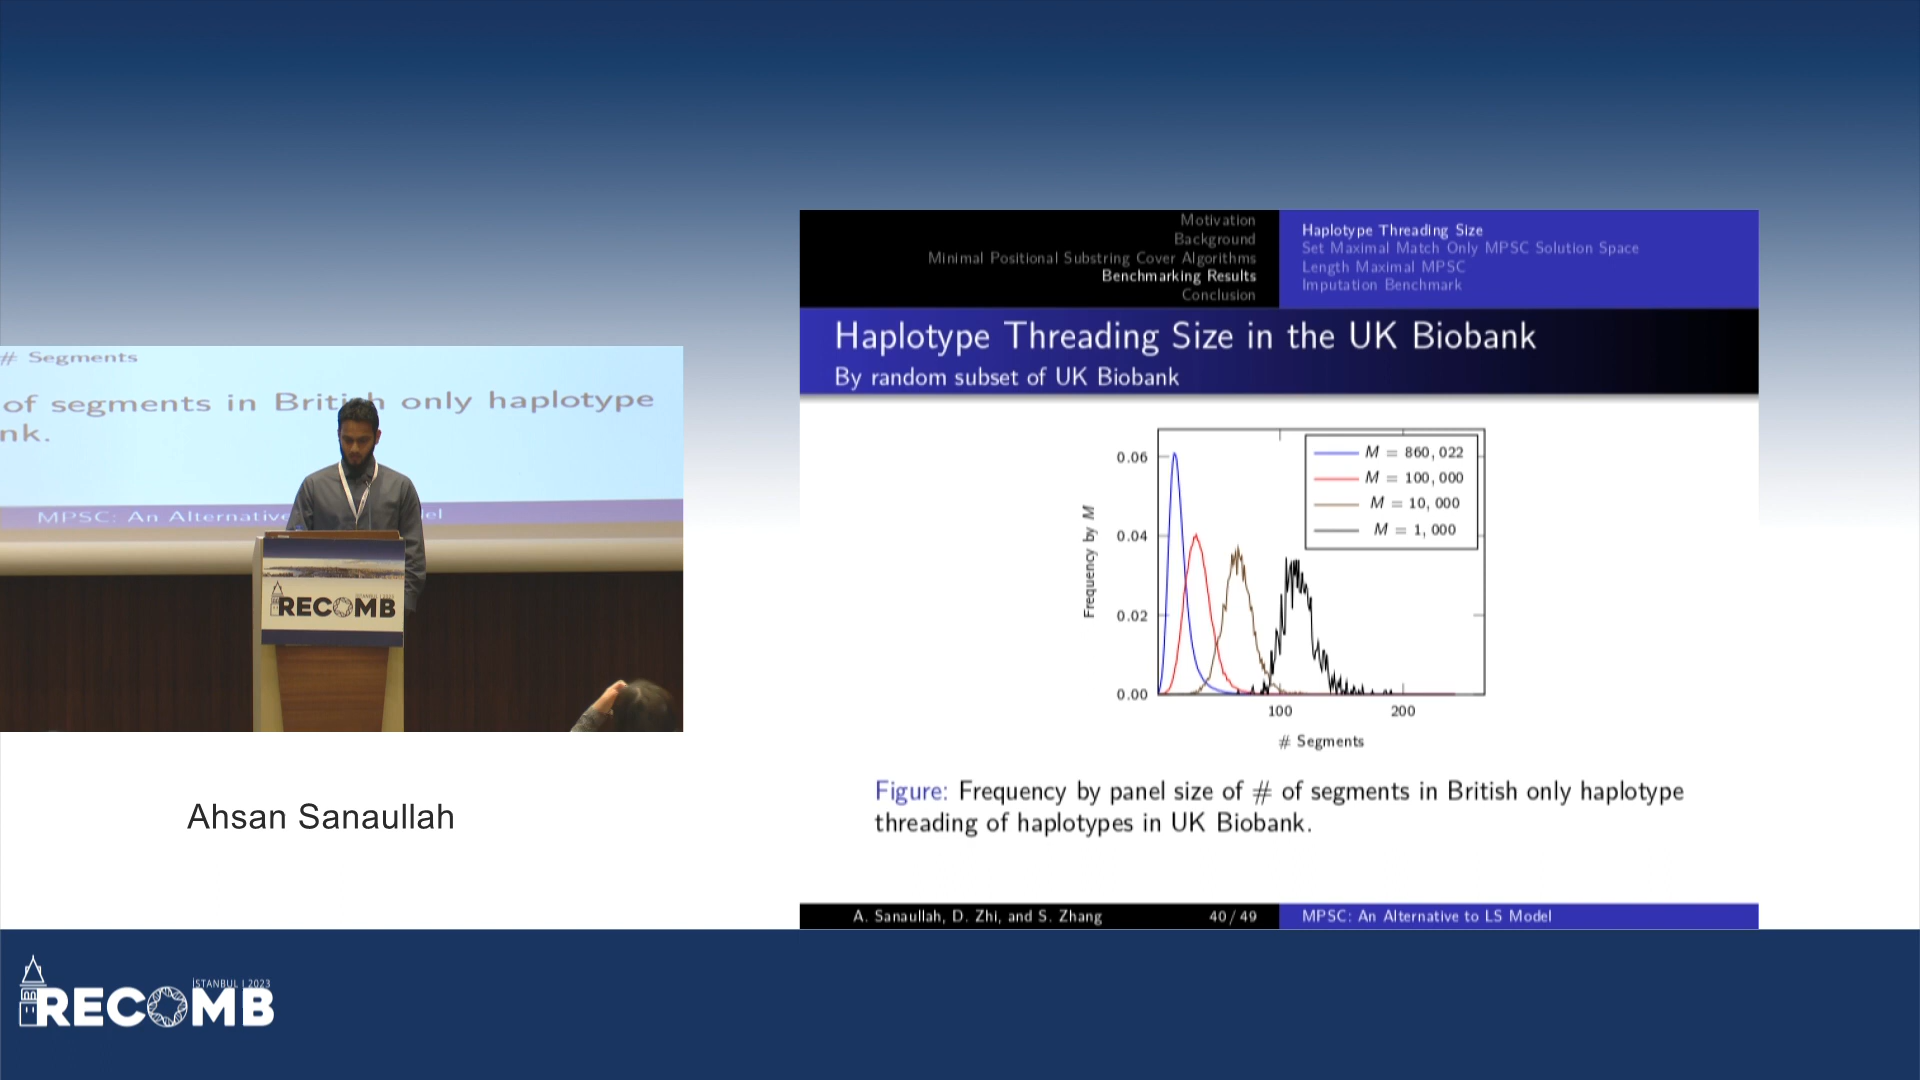 Motivation
Background
Minimal Positional Substring Cover Algorithms
Benchmarking Results
Conclusion
Haplotype Threading Size
Set Maximal Match Only MPSC Solution Space
Length Maximal MPSC
Imputation Benchmark
Haplotype Threading Size in the UK Biobank
By random subset of UK Biobank
M = 860,022
M = 100,000
M = 10,000
M = 1,000
Frequency by M
0.06
0.04
0.02
0.00
100
200
# Segments
Figure: Frequency by panel size of # of segments in British only haplotype
threading of haplotypes in UK Biobank.
A. Sanaullah, D. Zhi, and S. Zhang
40 / 49
MPSC: An Alternative to LS Model
# Segments
of segments in British only haplotype
nk.
MPSC: An Alternative el
İSTANBUL | 2023
RECOMB
Ahsan Sanaullah
İSTANBUL | 2023
RECOMB